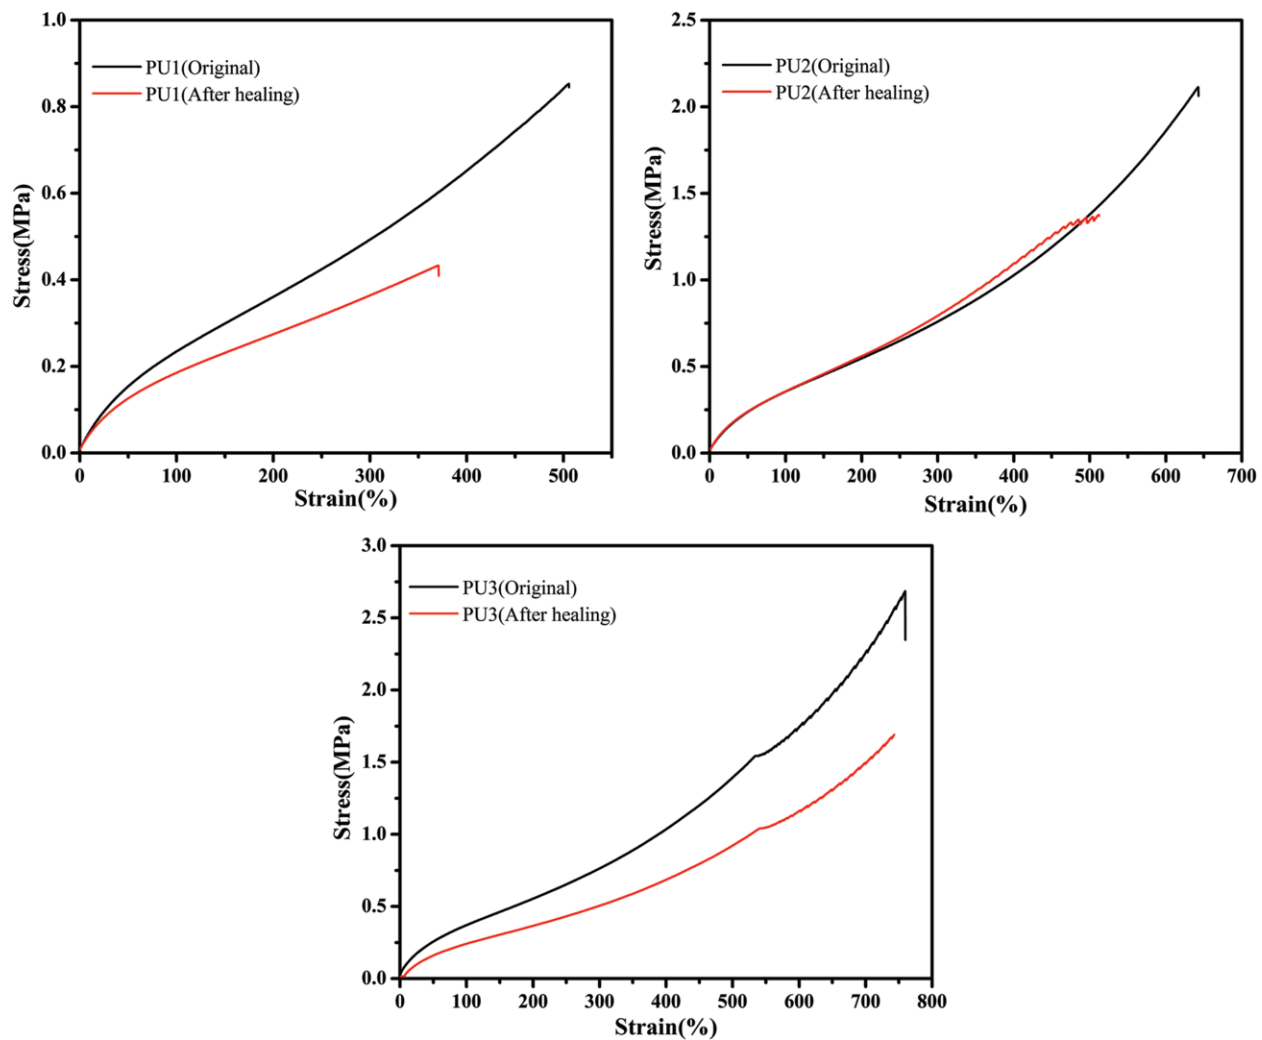 PU1(Original)
PU1(After healing)
Stress(MPa)
1.0
0.8
0.6
0.4
0.2
0.0
0 100 200 300 400 500
Strain(%)
PU2(Original)
PU2(After healing)
Stress(MPa)
2.5
2.0
1.5
1.0
0.5
0.0
0 100 200 300 400 500 600 700
Strain(%)
PU3(Original)
PU3(After healing)
Stress(MPa)
3.0
2.5
2.0
1.5
1.0
0.5
0.0
0 100 200 300 400 500 600 700 800
Strain(%)